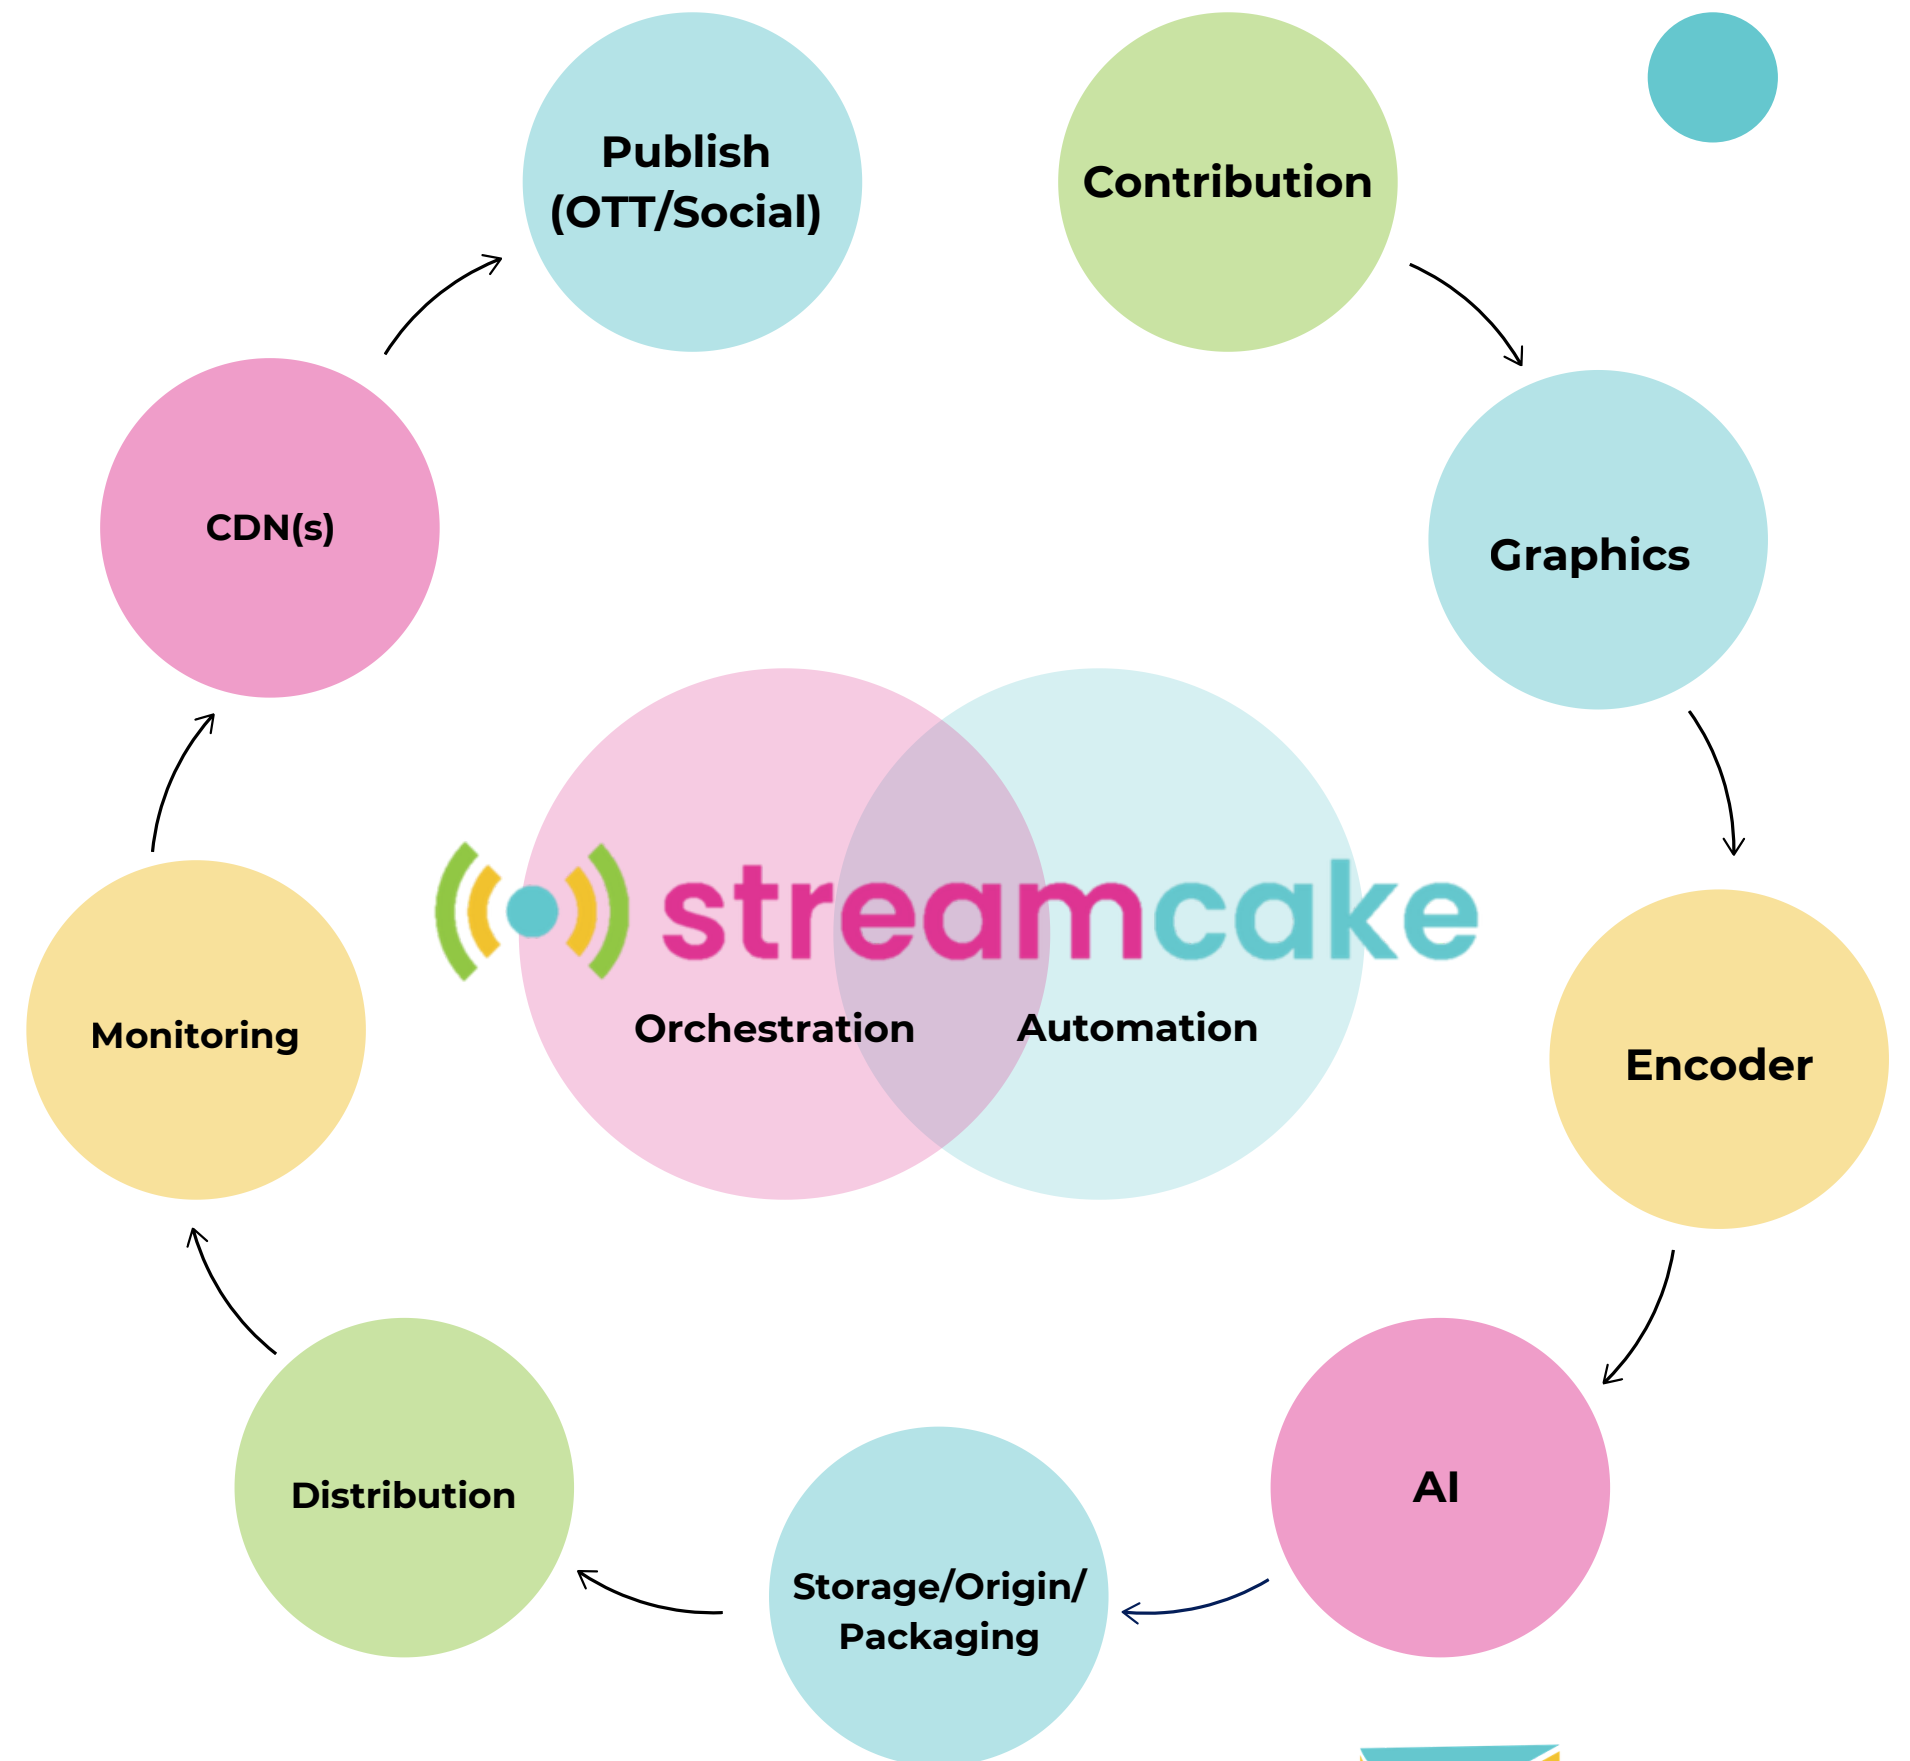 Publish
(OTT/Social)
Contribution
CDN(s)
Graphics
streamcake
Orchestration
Automation
Monitoring
Encoder
Distribution
AI
Storage/Origin/
Packaging